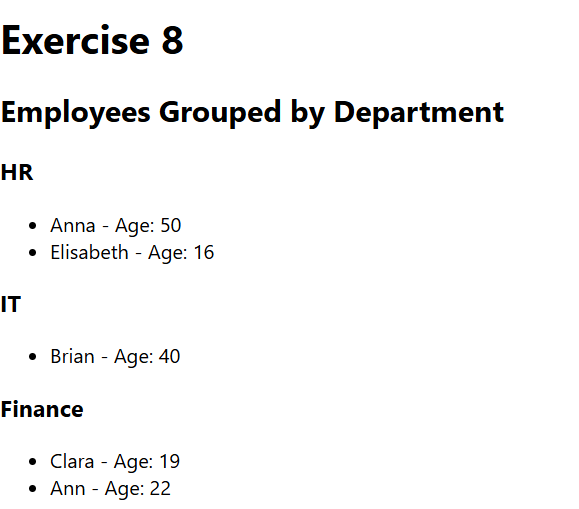 Exercise 8
Employees Grouped by Department
HR
• Anna - Age: 50
• Elisabeth - Age: 16
IT
• Brian - Age: 40
Finance
• Clara - Age: 19
• Ann - Age: 22